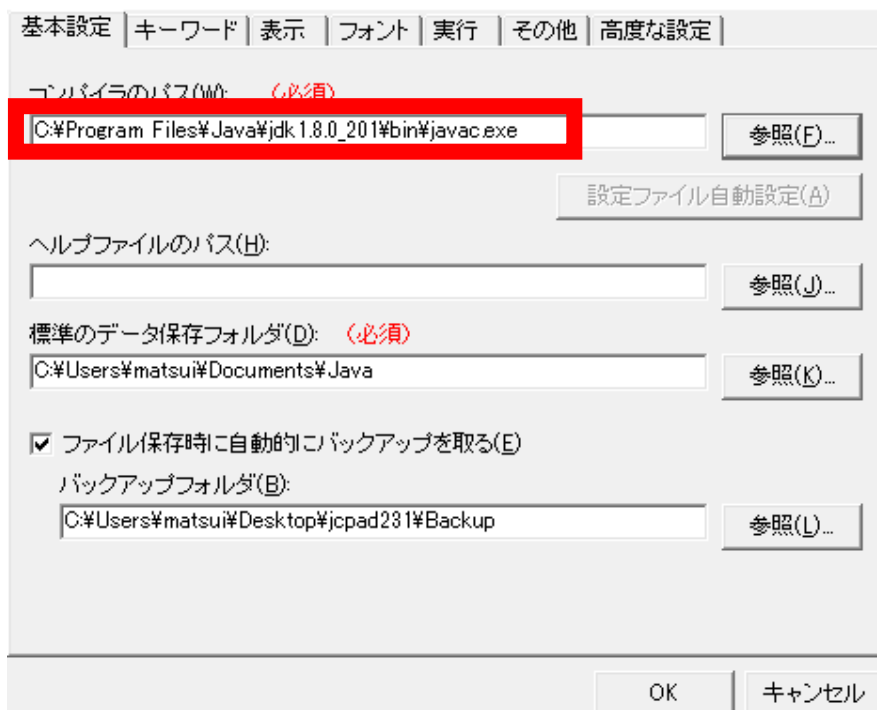 基本設定 キーワード 表示 フォント 実行 その他 高度な設定
コンパイラのパス(W): (必須)
C:¥Program Files¥Java¥jdk1.8.0_201¥bin¥javac.exe 参照(F)...
設定ファイル自動設定(A)
ヘルプファイルのパス(H):
参照(J)...
標準のデータ保存フォルダ(D): (必須)
C:¥Users¥matsui¥Documents¥Java 参照(K)...
ファイル保存時に自動的にバックアップを取る(E)
バックアップフォルダ(B):
C:¥Users¥matsui¥Desktop¥jcpad231¥Backup 参照(L)...
OK キャンセル